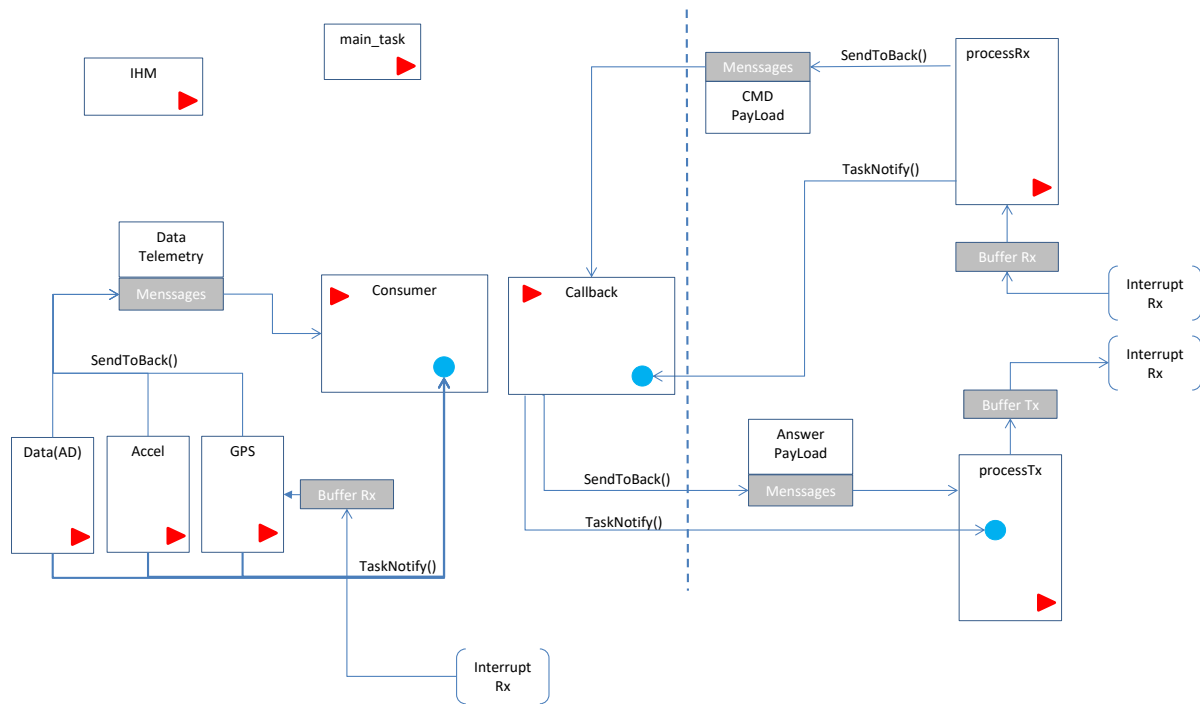 main_task
IHM
Menssages
SendToBack()
processRx
CMD
PayLoad
TaskNotify()
Data
Telemetry
Menssages
Buffer Rx
Consumer
Callback
Interrupt
Rx
SendToBack()
Interrupt
Rx
Buffer Tx
Data(AD)
Accel
GPS
Answer
PayLoad
processTx
SendToBack()
Menssages
Buffer Rx
TaskNotify()
TaskNotify()
Interrupt
Rx